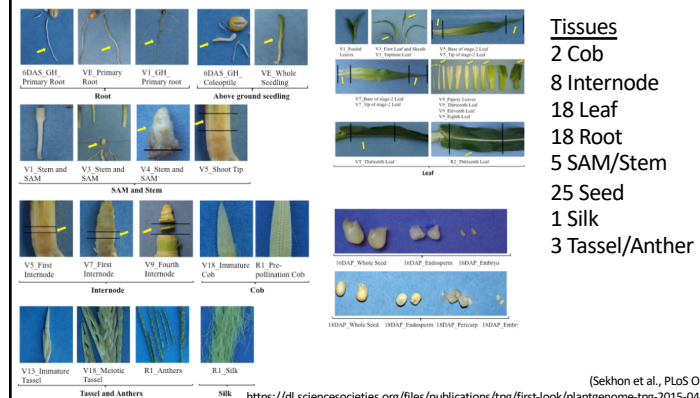 6DAS_GH_
Primary Root
VE_Primary
Root
V1_GH_
Primary root
6DAS_GH_
Coleoptile
VE_Whole
Seedling
Root
Above ground seedling
V1_Stem and
SAM
V3_Stem and
SAM
V4_Stem and
SAM
V5_Shoot Tip
SAM and Stem
V5_First
Internode
V7_First
Internode
V9_Fourth
Internode
V18_Immature
Cob
R1_Pre-
pollination Cob
Internode
Cob
V13_Immature
Tassel
V18_Meiotic
Tassel
R1_Anthers
R1_Silk
Tassel and Anthers
Silk
V1_Pooled
Leaves
V3_First Leaf and Sheath
V3_Topmost Leaf
V5_Base of stage-2 Leaf
V5_Tip of stage-2 Leaf
V7_Base of stage-2 Leaf
V7_Tip of stage-2 Leaf
V9_Papery Leaves
V9_Thirteenth Leaf
V9_Eleventh Leaf
V9_Eighth Leaf
VT_Thirteenth Leaf
R2_Thirteenth Leaf
Leaf
16DAP_Whole Seed
16DAP_Endosperm
16DAP_Embryo
18DAP_Whole Seed
18DAP_Endosperm
18DAP_Pericarp
18DAP_Embr
Tissues
2 Cob
8 Internode
18 Leaf
18 Root
5 SAM/Stem
25 Seed
1 Silk
3 Tassel/Anther
(Sekhon et al., PLoS O
https://dl.sciencesocieties.org/files/publications/tpg/first-look/plantgenome-tpg-2015-04